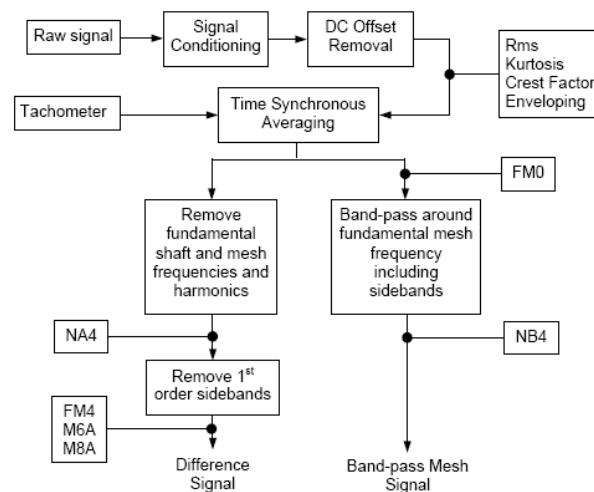 Raw signal
Signal
Conditioning
DC Offset
Removal
Rms
Kurtosis
Crest Factor
Enveloping
Tachometer
Time Synchronous
Averaging
FM0
Remove
fundamental
shaft and mesh
frequencies and
harmonics
Band-pass around
fundamental mesh
frequency
including
sidebands
NA4
NB4
Remove 1st
order sidebands
FM4
M6A
M8A
Difference
Signal
Band-pass Mesh
Signal